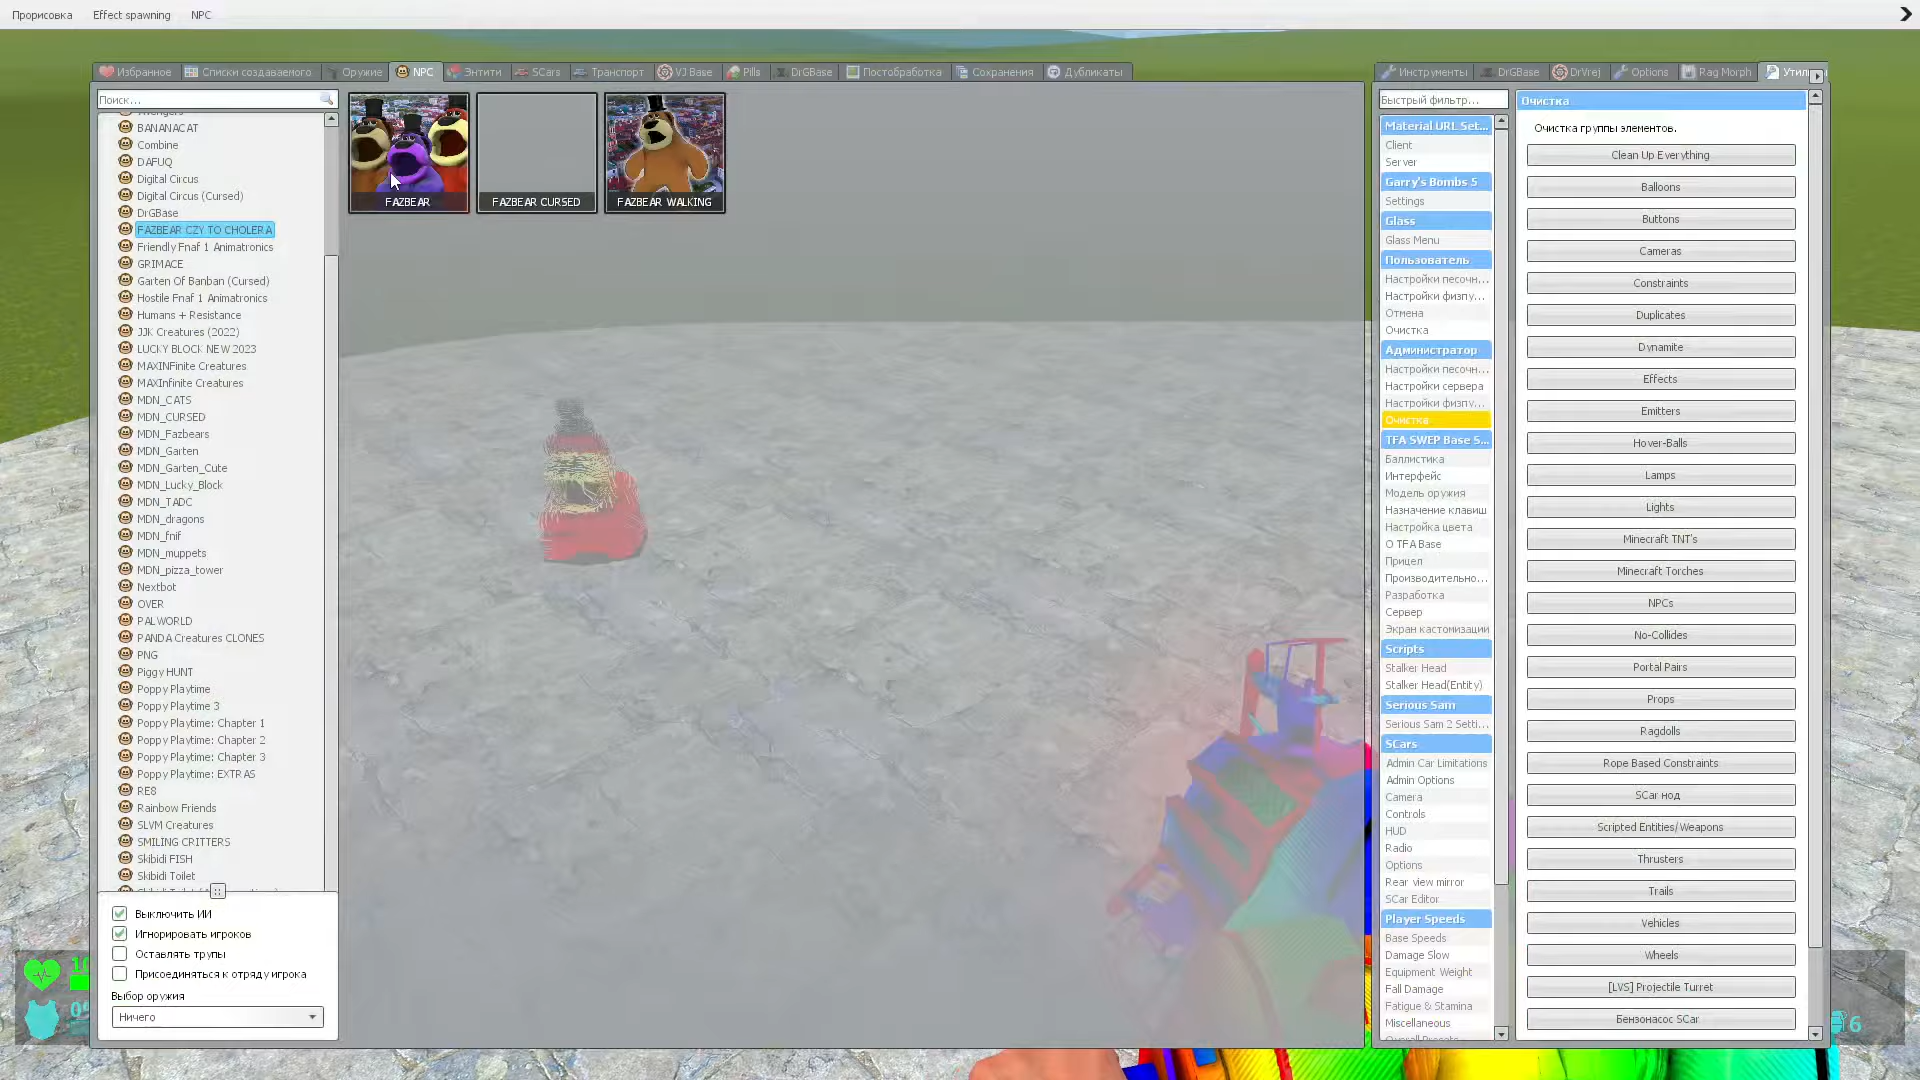 Прорисовка Effect spawning NPC
Избранное Списки создаваемого Оружие NPC Энтити SCars Транспорт VJ Base Pills DrGBase Постобработка Сохранения Дубликаты
Поиск...
BANANACAT
Combine
DAFUQ
Digital Circus
Digital Circus (Cursed)
DrGBase
FAZBEAR CZY TO CHOLERA
Friendly Fnaf 1 Animatronics
GRIMACE
Garten Of Banban (Cursed)
Hostile Fnaf 1 Animatronics
Humans + Resistance
JJK Creatures (2022)
LUCKY BLOCK NEW 2023
MAXINFinite Creatures
MAXInfinite Creatures
MDN_CATS
MDN_CURSED
MDN_Fazbears
MDN_Garten
MDN_Garten_Cute
MDN_Lucky_Block
MDN_TADC
MDN_dragons
MDN_fnif
MDN_muppets
MDN_pizza_tower
Nextbot
OVER
PALWORLD
PANDA Creatures CLONES
PNG
Piggy HUNT
Poppy Playtime
Poppy Playtime 3
Poppy Playtime: Chapter 1
Poppy Playtime: Chapter 2
Poppy Playtime: Chapter 3
Poppy Playtime: EXTRAS
RE8
Rainbow Friends
SLVM Creatures
SMILING CRITTERS
Skibidi FISH
Skibidi Toilet
Выключить ИИ
Игнорировать игроков
Оставлять трупы
Присоединяться к отряду игрока
Выбор оружия
Ничего
FAZBEAR
FAZBEAR CURSED
FAZBEAR WALKING
Инструменты DrGBase DrVrej Options Rag Morph Утили
Быстрый фильтр...
Material URL Set...
Client
Server
Garry's Bombs 5
Settings
Glass
Glass Menu
Пользователь
Настройки песочн...
Настройки физпу...
Отмена
Очистка
Администратор
Настройки песочн...
Настройки сервера
Настройки физпу...
Очистка
TFA SWEP Base S...
Баллистика
Интерфейс
Модель оружия
Назначение клавиш
Настройка цвета
О TFA Base
Прицел
Производительно...
Разработка
Сервер
Экран кастомизации
Scripts
Stalker Head
Stalker Head(Entity)
Serious Sam
Serious Sam 2 Setti...
SCars
Admin Car Limitations
Admin Options
Camera
Controls
HUD
Radio
Options
Rear view mirror
SCar Editor
Player Speeds
Base Speeds
Damage Slow
Equipment Weight
Fall Damage
Fatigue & Stamina
Miscellaneous
Очистка
Очистка группы элементов.
Clean Up Everything
Balloons
Buttons
Cameras
Constraints
Duplicates
Dynamite
Effects
Emitters
Hover-Balls
Lamps
Lights
Minecraft TNT's
Minecraft Torches
NPCs
No-Collides
Portal Pairs
Props
Ragdolls
Rope Based Constraints
SCar нод
Scripted Entities/Weapons
Thrusters
Trails
Vehicles
Wheels
[LVS] Projectile Turret
Бензонасос SCar
6